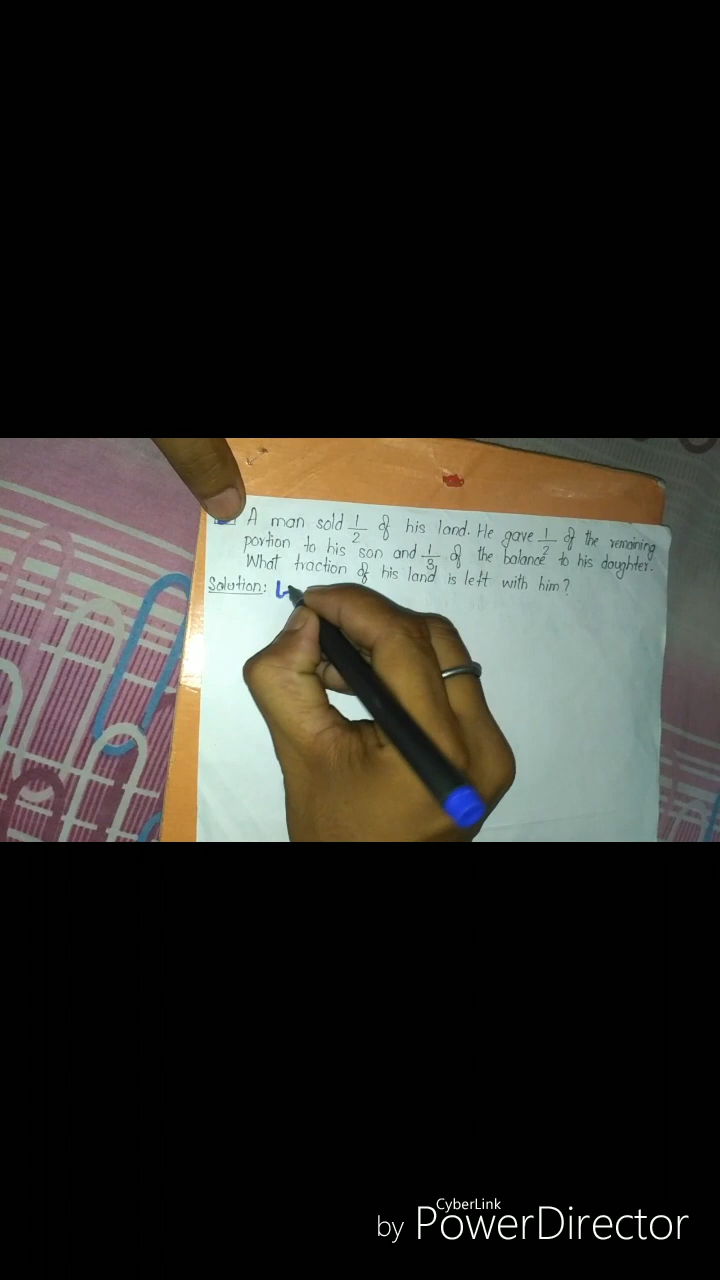 A man sold 1/2 of his land. He gave 1/2 of the remaining
portion to his son and 1/3 of the balance to his daughter.
What fraction of his land is left with him?
Solution: L
CyberLink
by PowerDirector